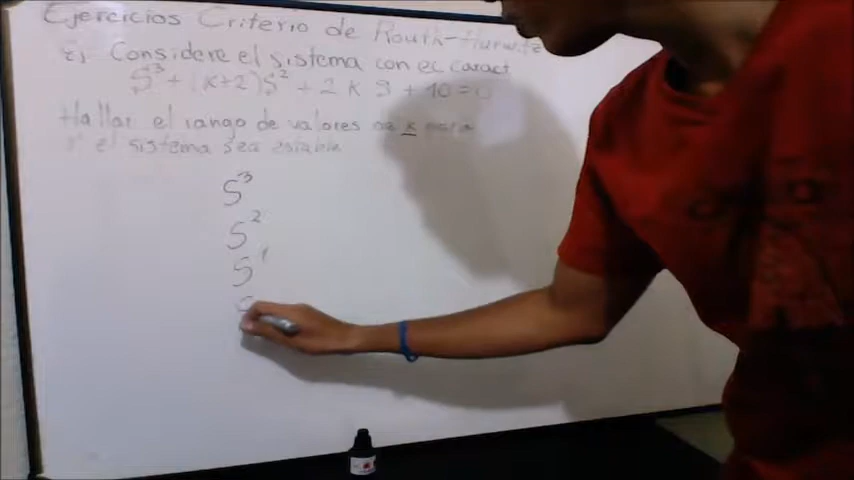 Ejercicios Criterio de Routh-Hurwitz
Considere el sistema con ec caract
S³ + (K+2)S² + 2 K S + 10 = 0
Hallar el rango de valores de K para
el sistema sea estable
S³
S²
S¹
S